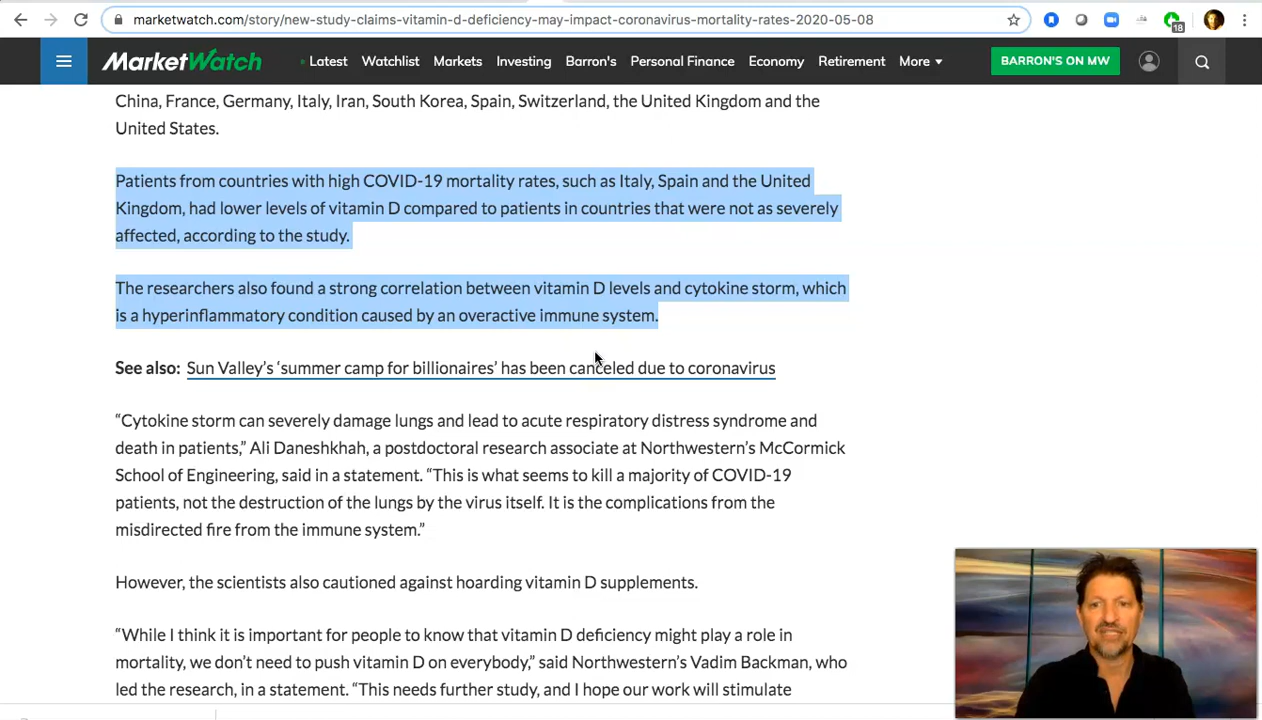 marketwatch.com/story/new-study-claims-vitamin-d-deficiency-may-impact-coronavirus-mortality-rates-2020-05-08
18
MarketWatch
Latest Watchlist Markets Investing Barron's Personal Finance Economy Retirement More
BARRON'S ON MW
China, France, Germany, Italy, Iran, South Korea, Spain, Switzerland, the United Kingdom and the
United States.
Patients from countries with high COVID-19 mortality rates, such as Italy, Spain and the United
Kingdom, had lower levels of vitamin D compared to patients in countries that were not as severely
affected, according to the study.
The researchers also found a strong correlation between vitamin D levels and cytokine storm, which
is a hyperinflammatory condition caused by an overactive immune system.
See also: Sun Valley's ‘summer camp for billionaires’ has been canceled due to coronavirus
“Cytokine storm can severely damage lungs and lead to acute respiratory distress syndrome and
death in patients,” Ali Daneshkhah, a postdoctoral research associate at Northwestern’s McCormick
School of Engineering, said in a statement. “This is what seems to kill a majority of COVID-19
patients, not the destruction of the lungs by the virus itself. It is the complications from the
misdirected fire from the immune system.”
However, the scientists also cautioned against hoarding vitamin D supplements.
“While I think it is important for people to know that vitamin D deficiency might play a role in
mortality, we don’t need to push vitamin D on everybody,” said Northwestern’s Vadim Backman, who
led the research, in a statement. “This needs further study, and I hope our work will stimulate